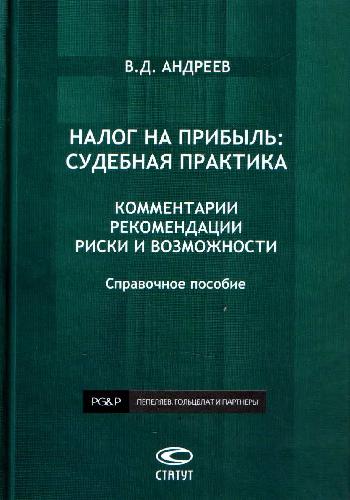 В.Д. АНДРЕЕВ
НАЛОГ НА ПРИБЫЛЬ:
СУДЕБНАЯ ПРАКТИКА
КОММЕНТАРИИ
РЕКОМЕНДАЦИИ
РИСКИ И ВОЗМОЖНОСТИ
Справочное пособие
PG&P ПЕПЕЛЯЕВ, ГОЛЬЦБЛАТ И ПАРТНЕРЫ
СТАТУТ